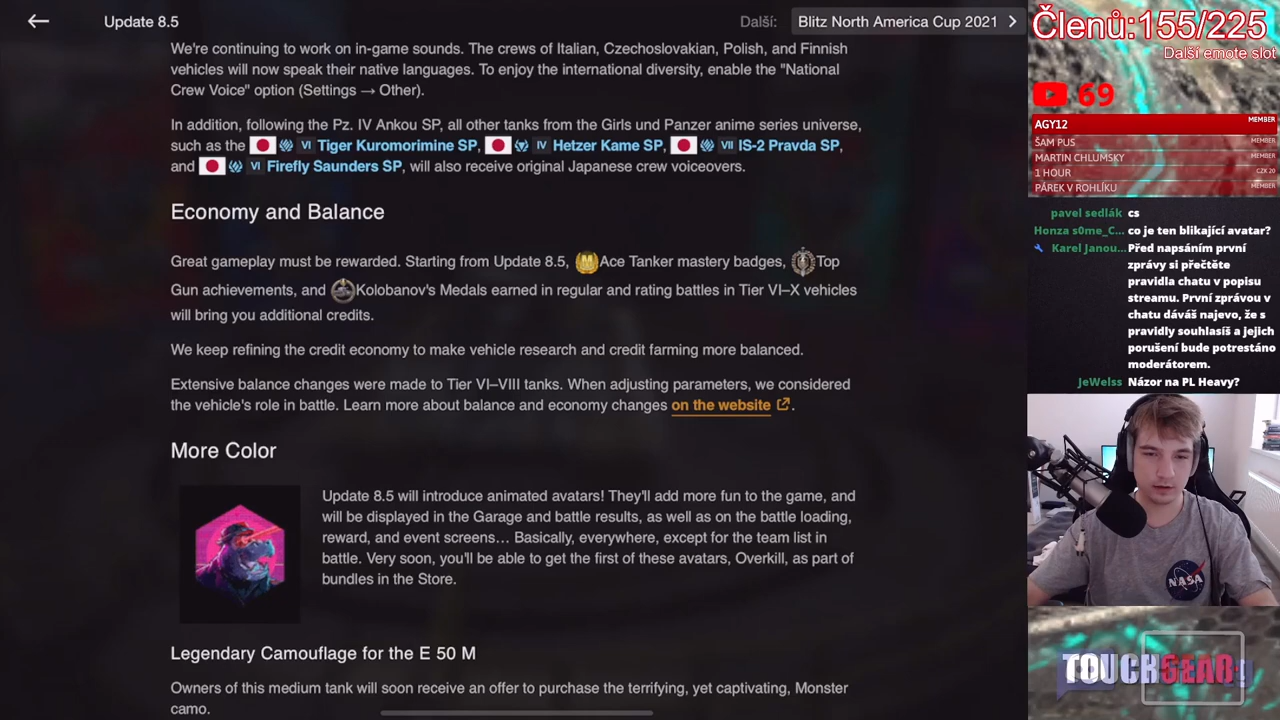 Update 8.5
Další:
Blitz North America Cup 2021
We're continuing to work on in-game sounds. The crews of Italian, Czechoslovakian, Polish, and Finnish
vehicles will now speak their native languages. To enjoy the international diversity, enable the "National
Crew Voice" option (Settings → Other).
In addition, following the Pz. IV Ankou SP, all other tanks from the Girls und Panzer anime series universe,
such as the VI Tiger Kuromorimine SP, IV Hetzer Kame SP, VII IS-2 Pravda SP,
and VI Firefly Saunders SP, will also receive original Japanese crew voiceovers.
Economy and Balance
Great gameplay must be rewarded. Starting from Update 8.5, Ace Tanker mastery badges, Top
Gun achievements, and Kolobanov's Medals earned in regular and rating battles in Tier VI–X vehicles
will bring you additional credits.
We keep refining the credit economy to make vehicle research and credit farming more balanced.
Extensive balance changes were made to Tier VI–VIII tanks. When adjusting parameters, we considered
the vehicle's role in battle. Learn more about balance and economy changes on the website.
More Color
Update 8.5 will introduce animated avatars! They'll add more fun to the game, and
will be displayed in the Garage and battle results, as well as on the battle loading,
reward, and event screens… Basically, everywhere, except for the team list in
battle. Very soon, you'll be able to get the first of these avatars, Overkill, as part of
bundles in the Store.
Legendary Camouflage for the E 50 M
Owners of this medium tank will soon receive an offer to purchase the terrifying, yet captivating, Monster
camo.
Členů:155/225
Další emote slot
69
AGY12 MEMBER
ŠAM PUS MEMBER
MARTIN CHLUMSKY MEMBER
1 HOUR CZK 20
PÁREK V ROHLÍKU MEMBER
pavel sedlák cs
Honza s0me_C... co je ten blikající avatar?
Karel Janou... Před napsáním první
zprávy si přečtěte
pravidla chatu v popisu
streamu. První zprávou v
chatu dáváš najevo, že s
pravidly souhlasíš a jejich
porušení bude potrestáno
moderátorem.
JeWelss Názor na PL Heavy?
NASA
TOUCHGEAR